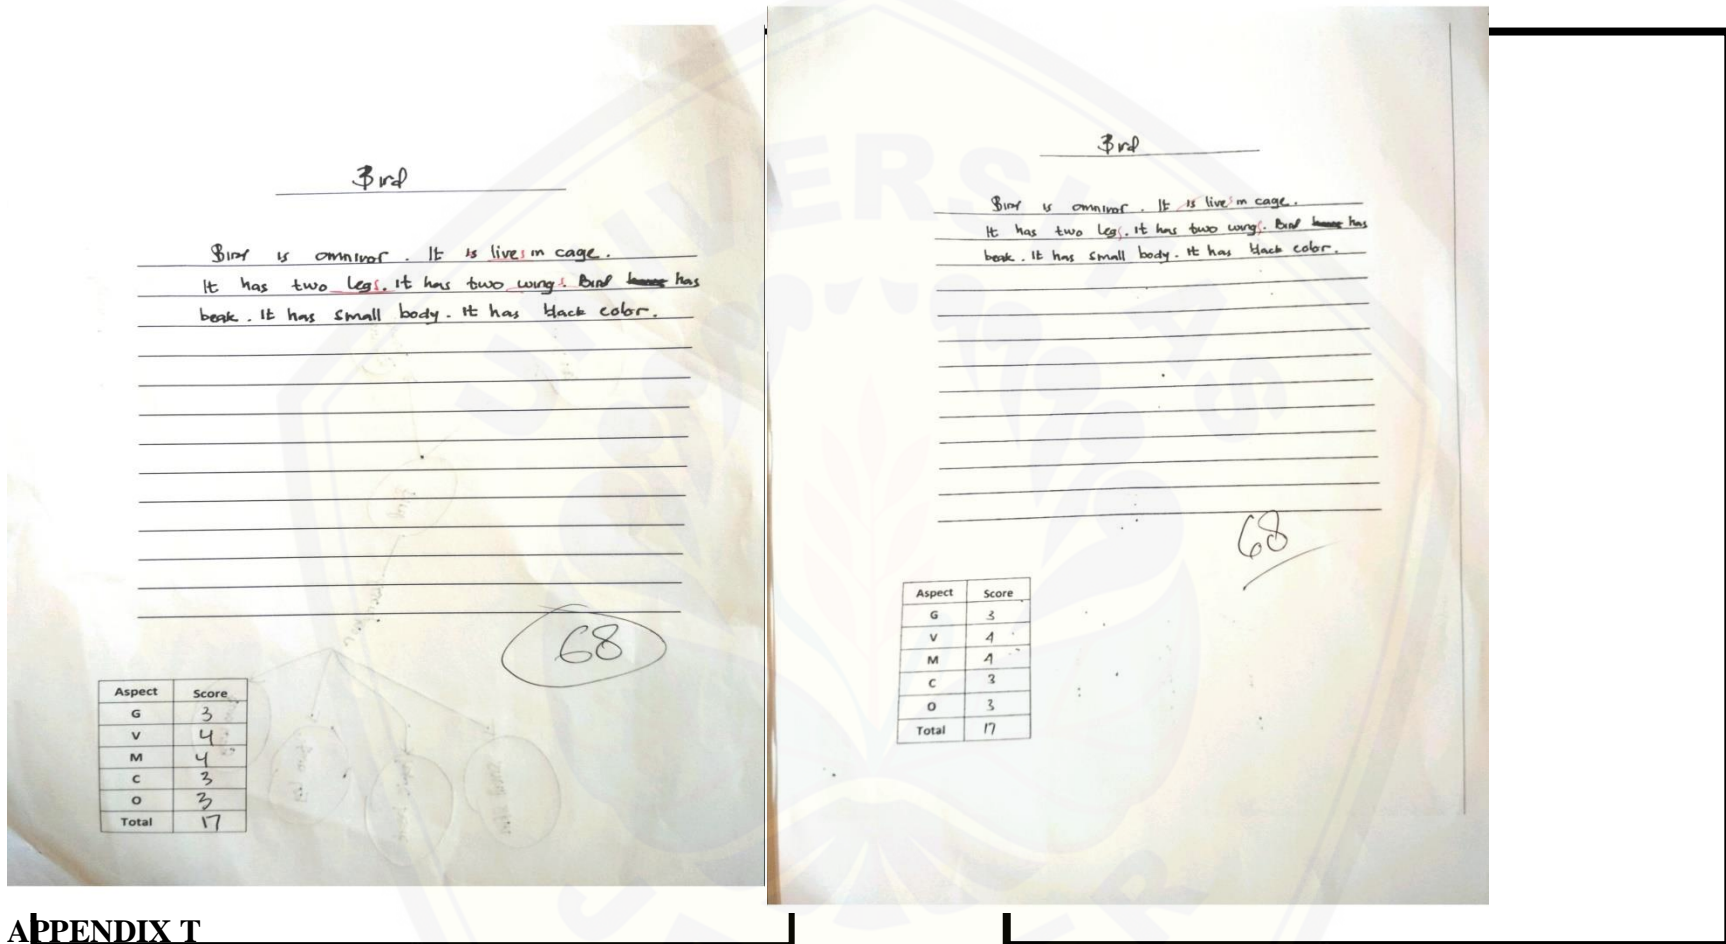 Bird
Bird is omnivor. It is lives in cage.
It has two legs. it has two wings. Bird has
beak. It has small body. It has black color.
68
Aspect Score
G 3
V 4
M 4
C 3
O 3
Total 17
Bird
Bird is omnivor. It is lives in cage.
It has two legs. it has two wings. Bird has
beak. It has small body. It has black color.
68
Aspect Score
G 3
V 4
M 4
C 3
O 3
Total 17
UNIVERSITAS
APPENDIX T